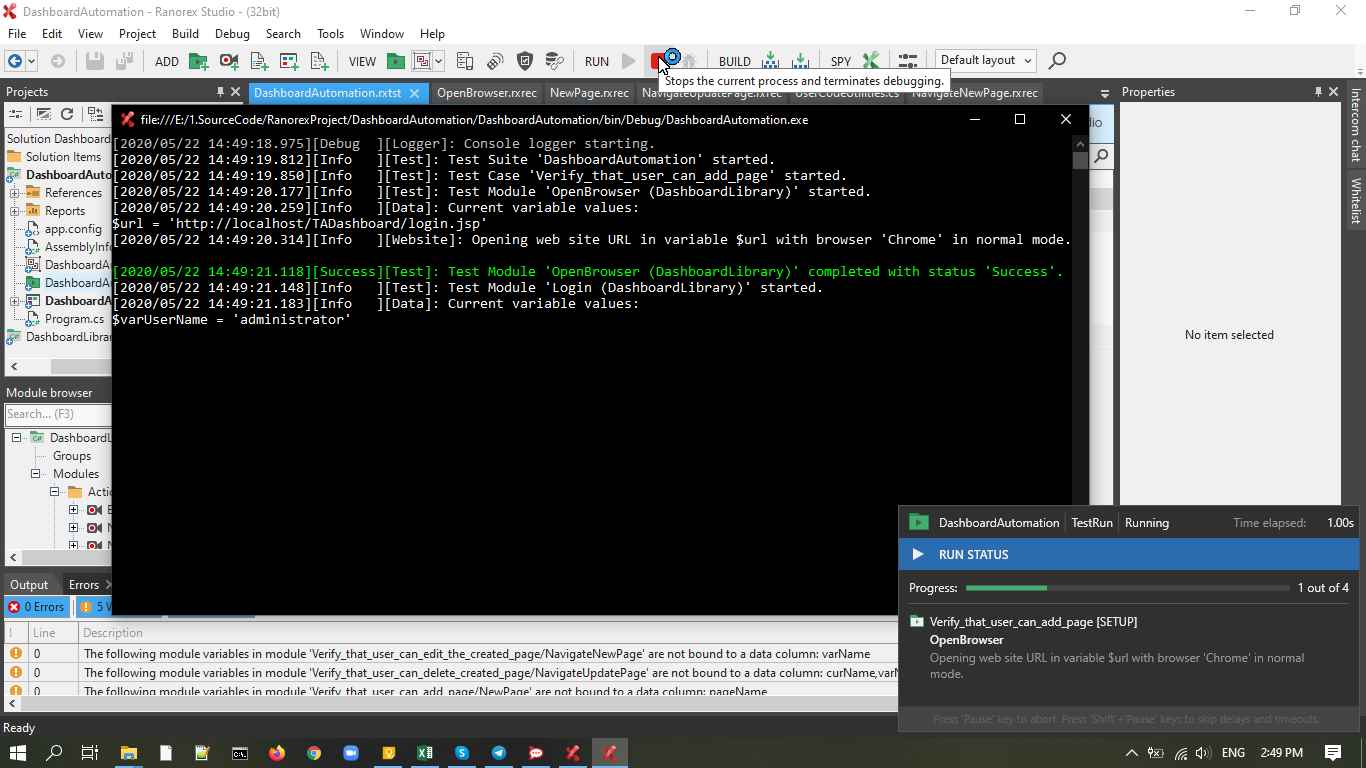 DashboardAutomation - Ranorex Studio - (32bit)
File Edit View Project Build Debug Search Tools Window Help
ADD VIEW RUN BUILD SPY Default layout
Stops the current process and terminates debugging.
Projects
DashboardAutomation.rxtst OpenBrowser.rxrec NewPage.rxrec NavigateUpdatePage.rxrec UserCodeUtilities.cs NavigateNewPage.rxrec
Properties
file:///E:/1.SourceCode/RanorexProject/DashboardAutomation/DashboardAutomation/bin/Debug/DashboardAutomation.exe
Solution Dashboard
Solution Items
DashboardAuto
References
Reports
app.config
AssemblyInf
DashboardA
DashboardA
DashboardA
Program.cs
DashboardLibrar
[2020/05/22 14:49:18.975][Debug ][Logger]: Console logger starting.
[2020/05/22 14:49:19.812][Info ][Test]: Test Suite 'DashboardAutomation' started.
[2020/05/22 14:49:19.850][Info ][Test]: Test Case 'Verify_that_user_can_add_page' started.
[2020/05/22 14:49:20.177][Info ][Test]: Test Module 'OpenBrowser (DashboardLibrary)' started.
[2020/05/22 14:49:20.259][Info ][Data]: Current variable values:
$url = 'http://localhost/TADashboard/login.jsp'
[2020/05/22 14:49:20.314][Info ][Website]: Opening web site URL in variable $url with browser 'Chrome' in normal mode.
[2020/05/22 14:49:21.118][Success][Test]: Test Module 'OpenBrowser (DashboardLibrary)' completed with status 'Success'.
[2020/05/22 14:49:21.148][Info ][Test]: Test Module 'Login (DashboardLibrary)' started.
[2020/05/22 14:49:21.183][Info ][Data]: Current variable values:
$varUserName = 'administrator'
dio
No item selected
Intercom chat
Whitelist
Module browser
Search... (F3)
DashboardL
Groups
Modules
Actic
Output Errors
0 Errors 5 W
! Line Description
0 The following module variables in module 'Verify_that_user_can_edit_the_created_page/NavigateNewPage' are not bound to a data column: varName
0 The following module variables in module 'Verify_that_user_can_delete_created_page/NavigateUpdatePage' are not bound to a data column: curName,varN
0 The following module variables in module 'Verify_that_user_can_add_page/NewPage' are not bound to a data column: pageName
DashboardAutomation TestRun Running Time elapsed: 1.00s
RUN STATUS
Progress: 1 out of 4
Verify_that_user_can_add_page [SETUP]
OpenBrowser
Opening web site URL in variable $url with browser 'Chrome' in normal
mode.
Press 'Pause' key to abort. Press 'Shift + Pause' keys to skip delays and timeouts.
Ready
ENG 2:49 PM